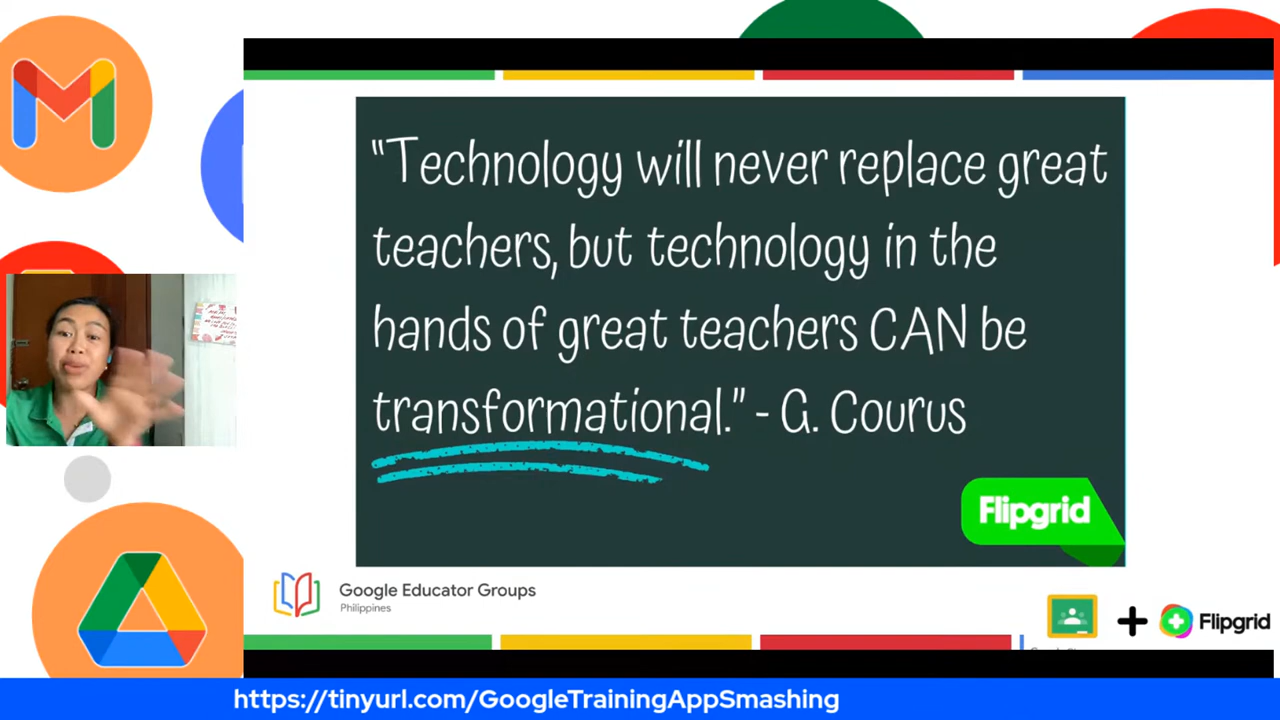 "Technology will never replace great
teachers, but technology in the
hands of great teachers CAN be
transformational." - G. Courus
Flipgrid
Google Educator Groups
Philippines
+ Flipgrid
https://tinyurl.com/GoogleTrainingAppSmashing